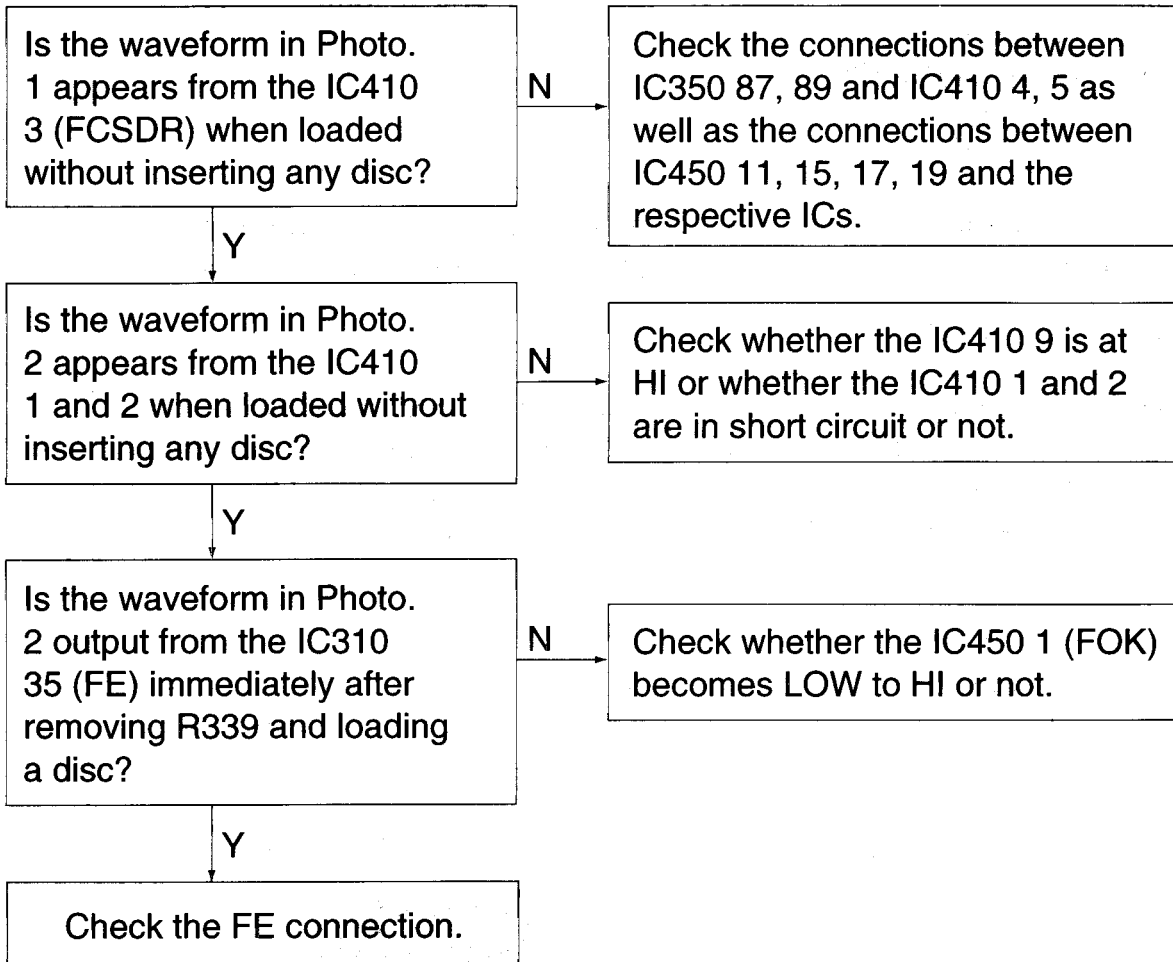 Is the waveform in Photo.
1 appears from the IC410
3 (FCSDR) when loaded
without inserting any disc?
N
Check the connections between
IC350 87, 89 and IC410 4, 5 as
well as the connections between
IC450 11, 15, 17, 19 and the
respective ICs.
Y
Is the waveform in Photo.
2 appears from the IC410
1 and 2 when loaded without
inserting any disc?
N
Check whether the IC410 9 is at
HI or whether the IC410 1 and 2
are in short circuit or not.
Y
Is the waveform in Photo.
2 output from the IC310
35 (FE) immediately after
removing R339 and loading
a disc?
N
Check whether the IC450 1 (FOK)
becomes LOW to HI or not.
Y
Check the FE connection.